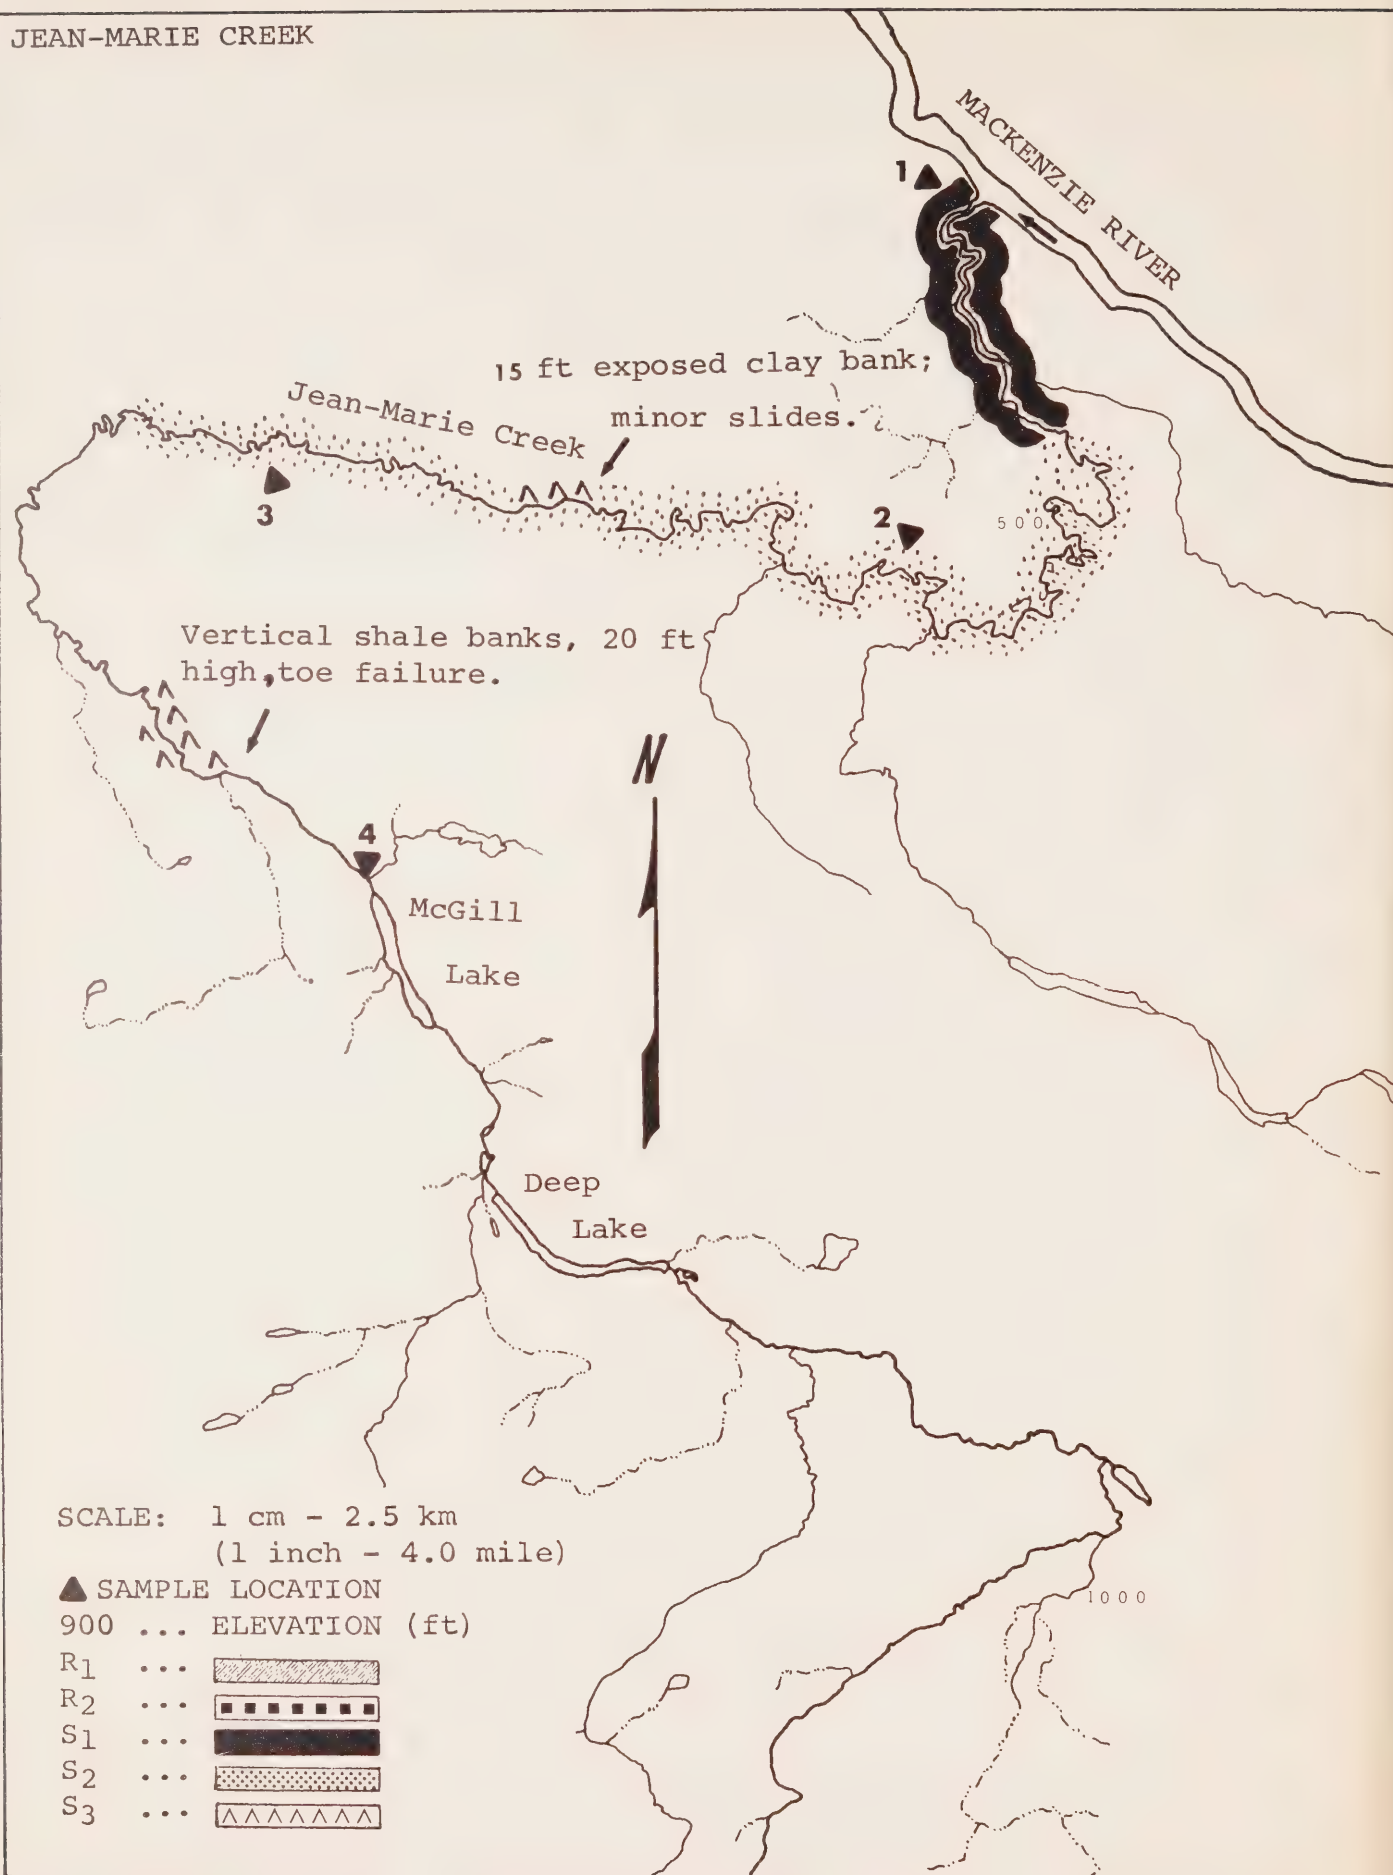 JEAN-MARIE CREEK
MACKENZIE RIVER
1
15 ft exposed clay bank;
minor slides.
Jean-Marie Creek
3
2
500
Vertical shale banks, 20 ft
high, toe failure.
N
4
McGill
Lake
Deep
Lake
SCALE: 1 cm - 2.5 km
(1 inch - 4.0 mile)
SAMPLE LOCATION
900 ... ELEVATION (ft)
1000
R1 ...
R2 ...
S1 ...
S2 ...
S3 ...